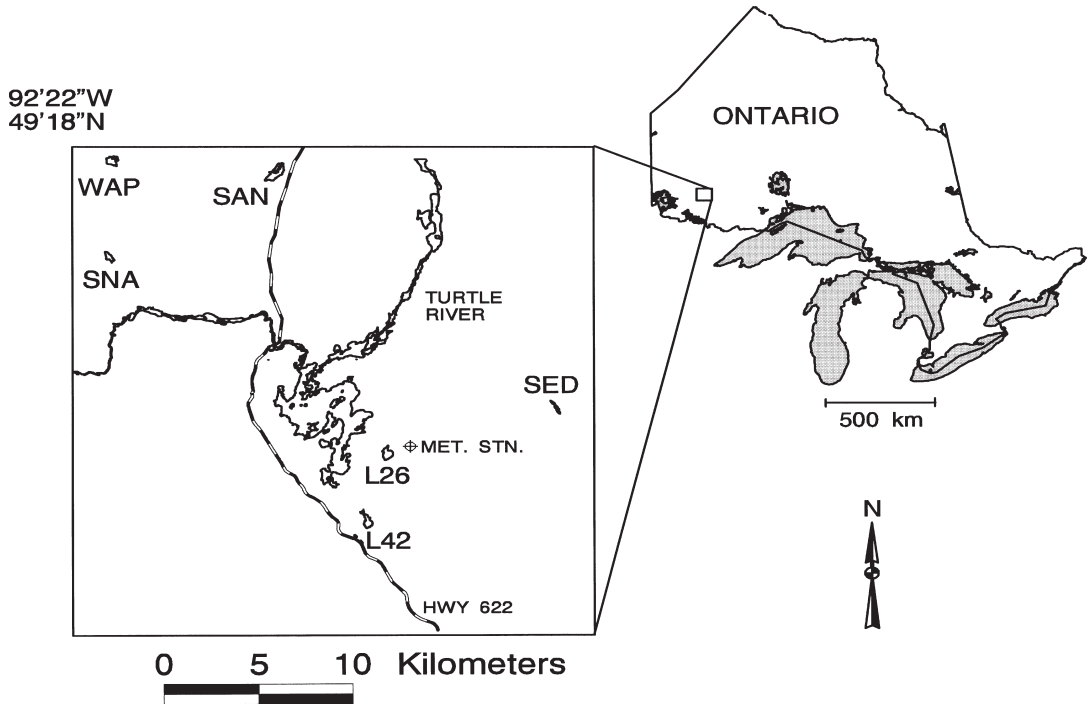 92'22"W
49'18"N
ONTARIO
WAP
SAN
SNA
TURTLE
RIVER
SED
500 km
MET. STN.
L26
N
L42
HWY 622
0 5 10 Kilometers